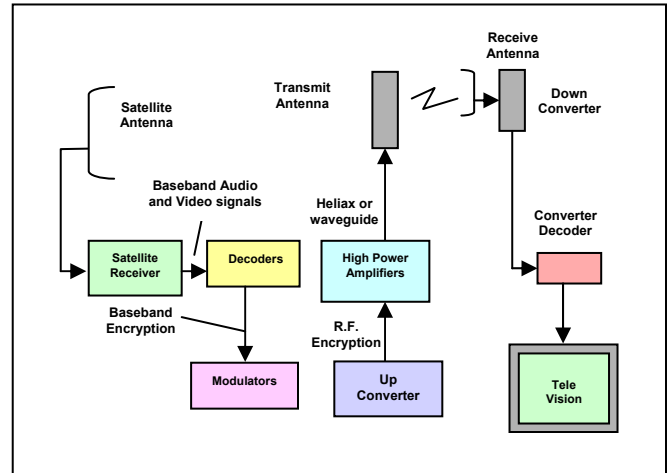 Satellite
Antenna
Baseband Audio
and Video signals
Satellite
Receiver
Decoders
Baseband
Encryption
Modulators
Transmit
Antenna
Heliax or
waveguide
High Power
Amplifiers
R.F.
Encryption
Up
Converter
Receive
Antenna
Down
Converter
Converter
Decoder
Tele
Vision